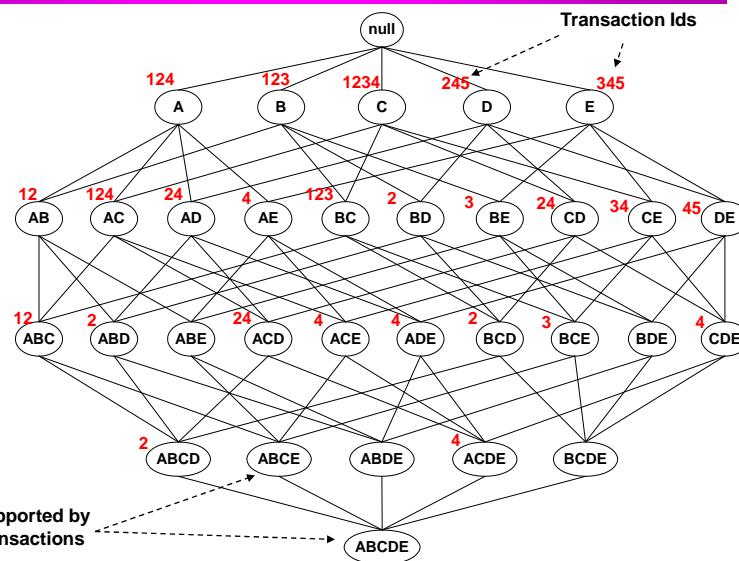 null
Transaction Ids
124 123 1234 245 345
A B C D E
12 124 24 4 123 2 3 24 34 45
AB AC AD AE BC BD BE CD CE DE
12 2 24 4 4 2 3 4
ABC ABD ABE ACD ACE ADE BCD BCE BDE CDE
2 4
ABCD ABCE ABDE ACDE BCDE
by
ABCDE